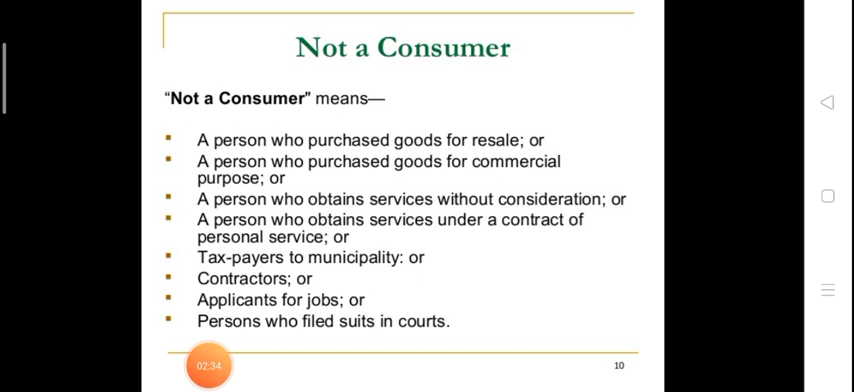 Not a Consumer
“Not a Consumer" means—
▪ A person who purchased goods for resale; or
▪ A person who purchased goods for commercial
purpose; or
▪ A person who obtains services without consideration; or
▪ A person who obtains services under a contract of
personal service; or
▪ Tax-payers to municipality: or
▪ Contractors; or
▪ Applicants for jobs; or
▪ Persons who filed suits in courts.
02:34
10